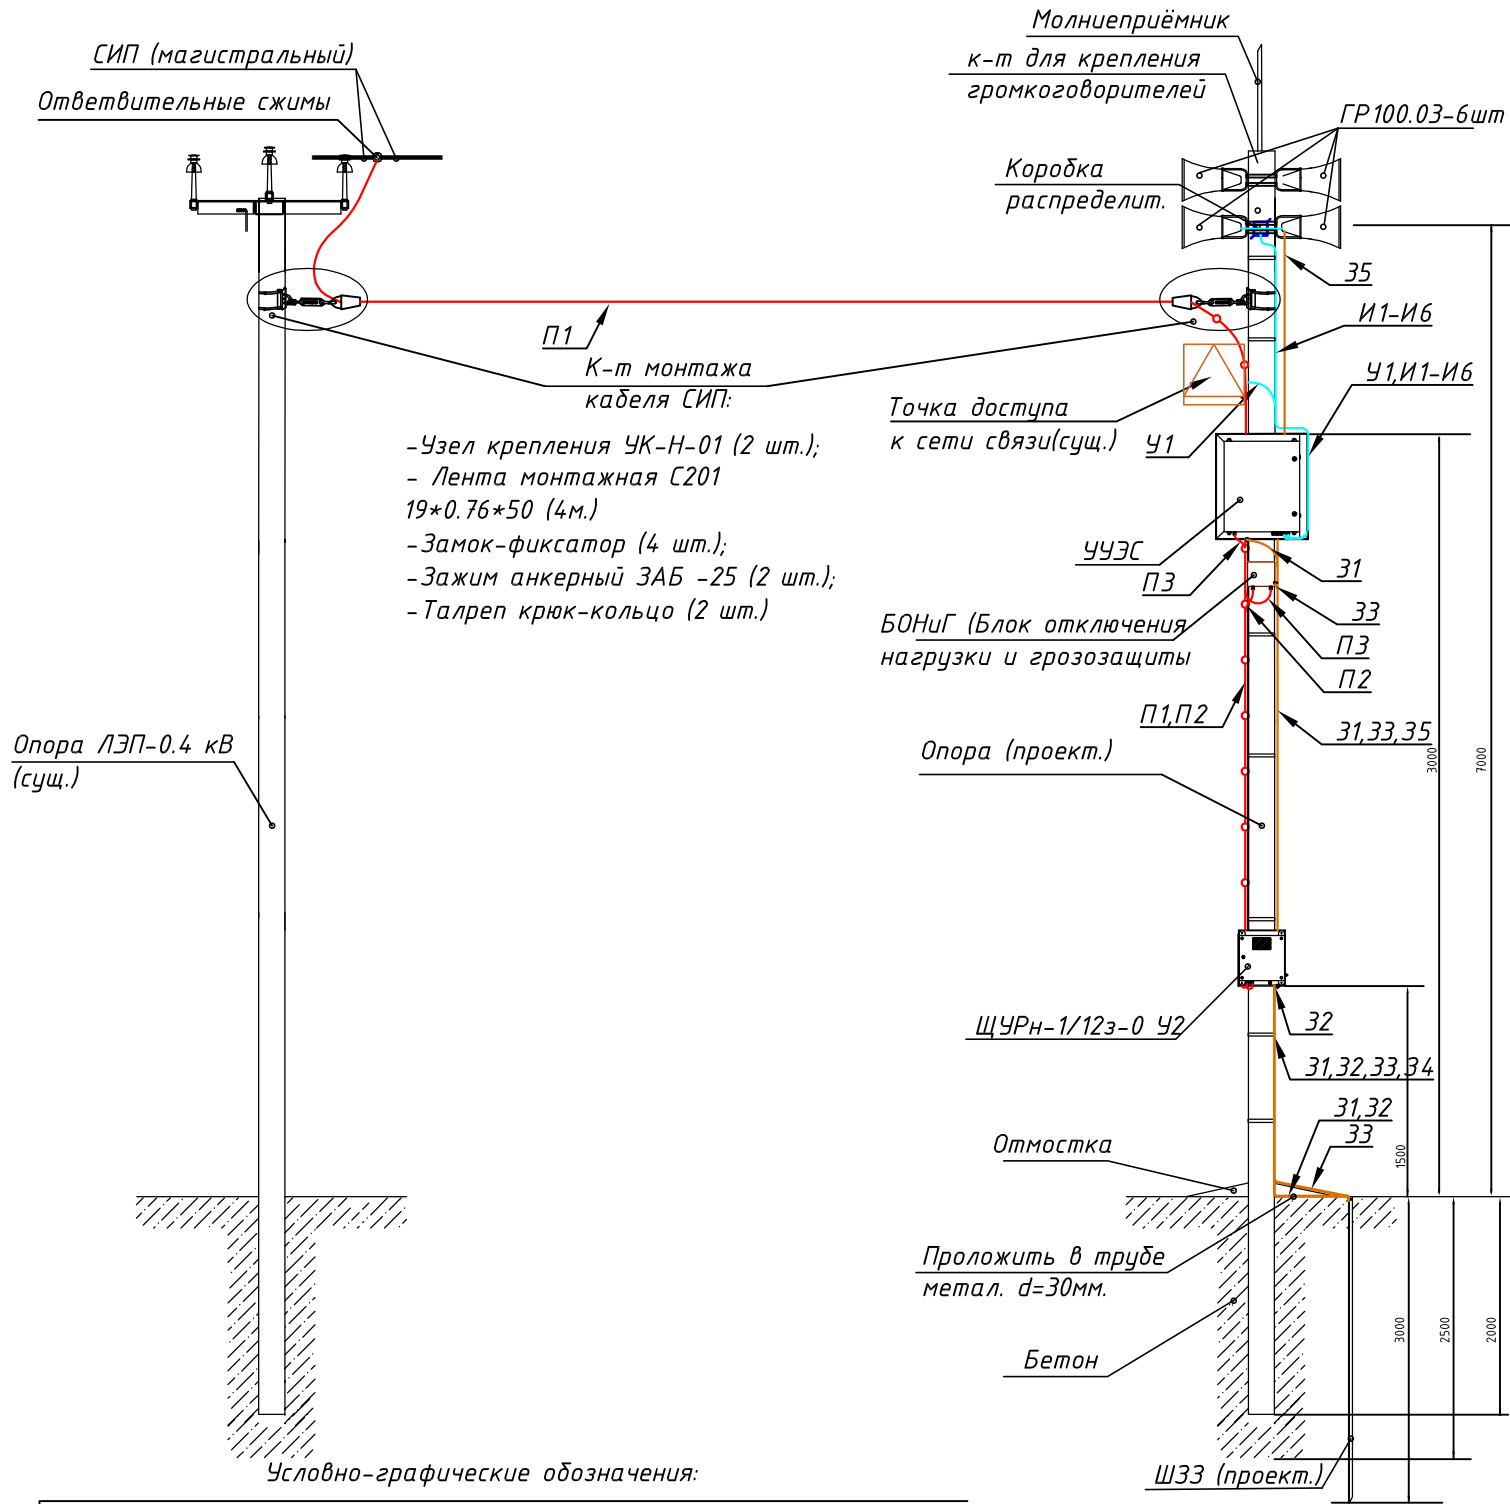 СИП (магистральный)
Ответвительные сжимы
Молниеприёмник
к-т для крепления
громкоговорителей
ГР100.03-6шт
Коробка
распределит.
35
И1-И6
П1
К-т монтажа
кабеля СИП:
У1,И1-И6
Точка доступа
к сети связи(сущ.)
У1
-Узел крепления УК-Н-01 (2 шт.);
- Лента монтажная С201
19*0.76*50 (4м.)
-Замок-фиксатор (4 шт.);
-Зажим анкерный ЗАБ -25 (2 шт.);
-Талреп крюк-кольцо (2 шт.)
УУЭС
П3
З1
З3
БОНиГ (Блок отключения
нагрузки и грозозащиты
П3
П2
П1,П2
З1,З3,З5
Опора ЛЭП-0.4 кВ
(сущ.)
Опора (проект.)
3000
7000
ЩУРн-1/12з-0 У2
З2
З1,З2,З3,З4
З1,З2
З3
Отмостка
1500
Проложить в трубе
метал. d=30мм.
Бетон
3000
2500
2000
ШЗЗ (проект.)
Условно-графические обозначения: